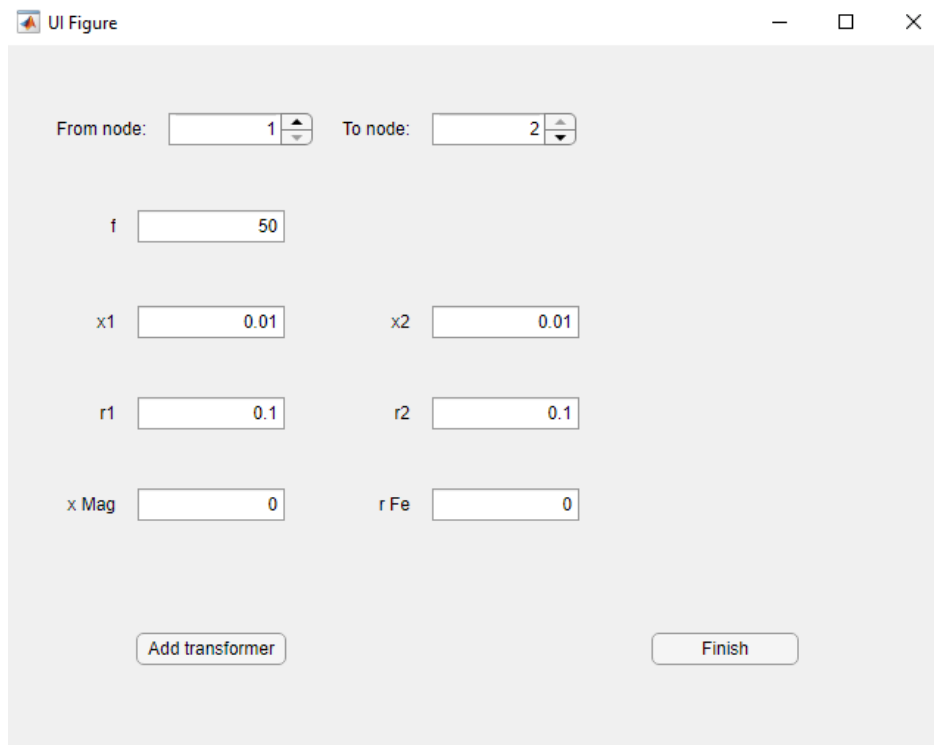 UI Figure
From node: 1 To node: 2
f 50
x1 0.01 x2 0.01
r1 0.1 r2 0.1
x Mag 0 r Fe 0
Add transformer Finish